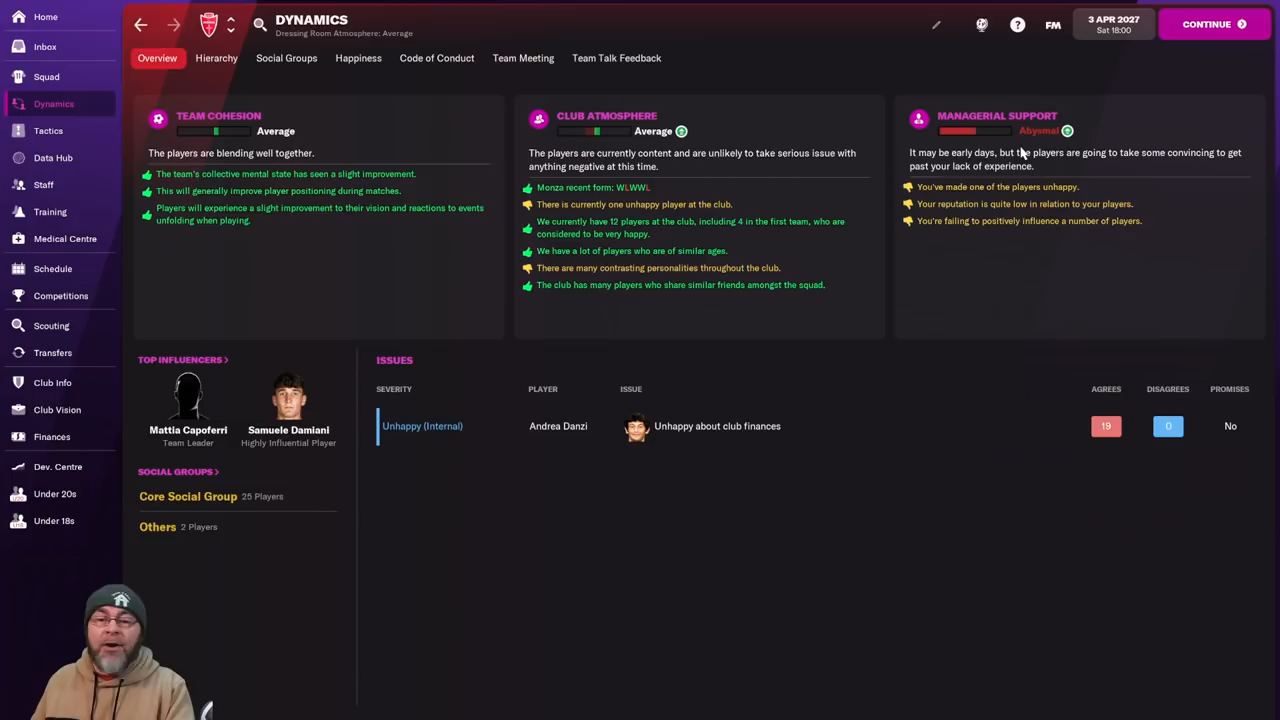 Home
Inbox
Squad
Dynamics
Tactics
Data Hub
Staff
Training
Medical Centre
Schedule
Competitions
Scouting
Transfers
Club Info
Club Vision
Finances
Dev. Centre
Under 20s
Under 18s
DYNAMICS
Dressing Room Atmosphere: Average
FM
3 APR 2027
Sat 18:00
CONTINUE
Overview
Hierarchy
Social Groups
Happiness
Code of Conduct
Team Meeting
Team Talk Feedback
TEAM COHESION
Average
The players are blending well together.
The team's collective mental state has seen a slight improvement.
This will generally improve player positioning during matches.
Players will experience a slight improvement to their vision and reactions to events
unfolding when playing.
CLUB ATMOSPHERE
Average
The players are currently content and are unlikely to take serious issue with
anything negative at this time.
Monza recent form: WLWWL
There is currently one unhappy player at the club.
We currently have 12 players at the club, including 4 in the first team, who are
considered to be very happy.
We have a lot of players who are of similar ages.
There are many contrasting personalities throughout the club.
The club has many players who share similar friends amongst the squad.
MANAGERIAL SUPPORT
Abysmal
It may be early days, but the players are going to take some convincing to get
past your lack of experience.
You've made one of the players unhappy.
Your reputation is quite low in relation to your players.
You're failing to positively influence a number of players.
TOP INFLUENCERS >
Mattia Capoferri
Team Leader
Samuele Damiani
Highly Influential Player
SOCIAL GROUPS >
Core Social Group 25 Players
Others 2 Players
ISSUES
SEVERITY PLAYER ISSUE AGREES DISAGREES PROMISES
Unhappy (Internal) Andrea Danzi Unhappy about club finances 19 0 No